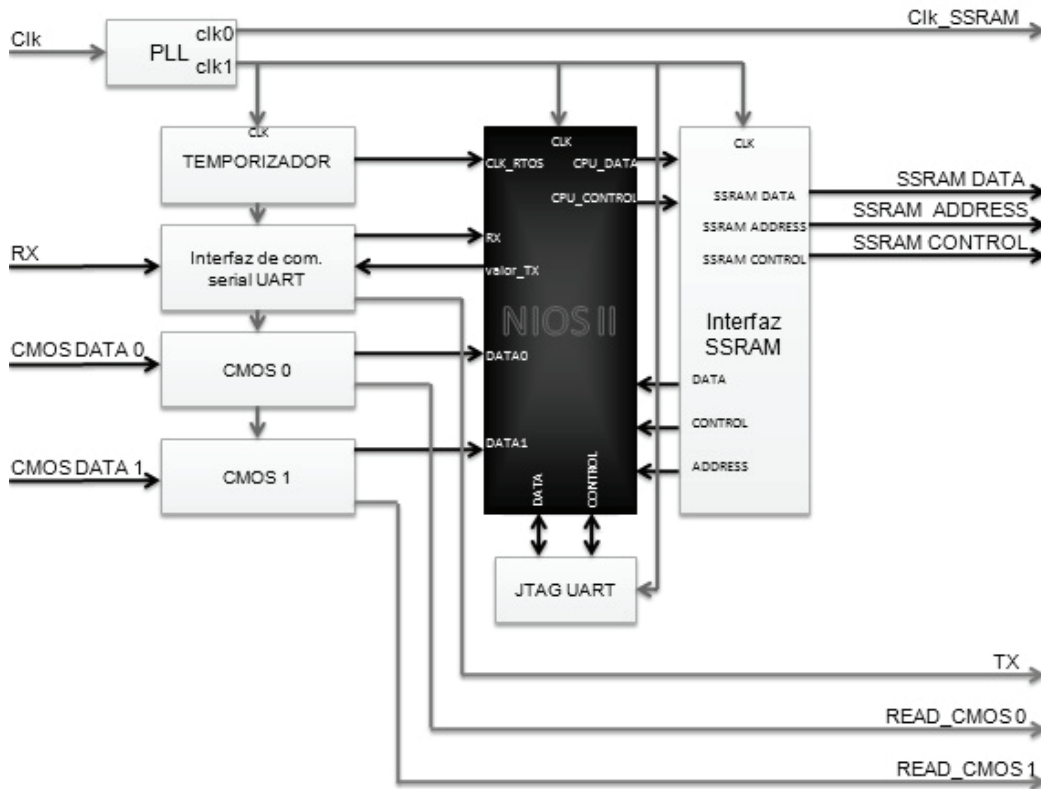 Clk
PLL
clk0
clk1
Clk_SSRAM
CLK
TEMPORIZADOR
CLK
CLK_RTOS
CPU_DATA
CPU_CONTROL
CLK
SSRAM DATA
SSRAM ADDRESS
SSRAM CONTROL
SSRAM DATA
SSRAM ADDRESS
SSRAM CONTROL
RX
Interfaz de com.
serial UART
RX
valor_TX
NIOS II
Interfaz
SSRAM
CMOS DATA 0
CMOS 0
DATA0
DATA
CONTROL
ADDRESS
CMOS DATA 1
CMOS 1
DATA1
DATA
CONTROL
JTAG UART
TX
READ_CMOS 0
READ_CMOS 1